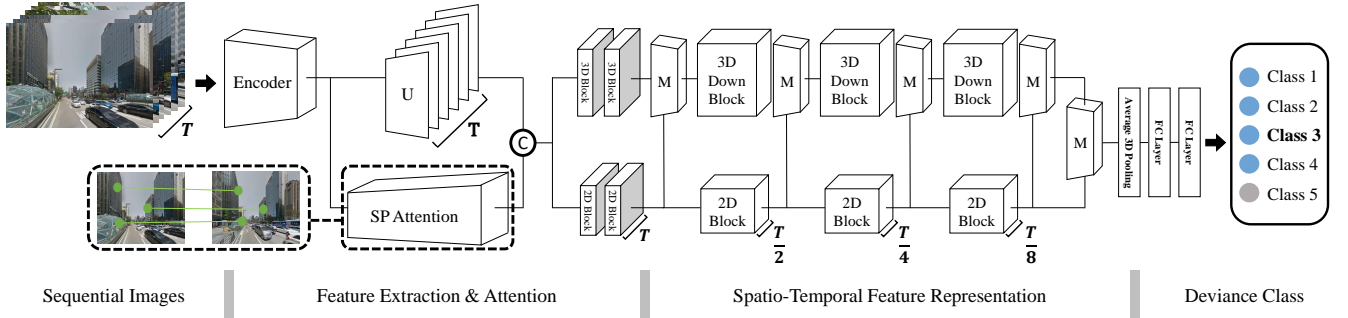 T
Encoder
U
T
SP Attention
C
3D Block
3D Block
2D Block
2D Block
T
M
3D
Down
Block
M
3D
Down
Block
M
3D
Down
Block
M
2D
Block
T
2
2D
Block
T
4
2D
Block
T
8
M
Average 3D Pooling
FC Layer
FC Layer
Class 1
Class 2
Class 3
Class 4
Class 5
Sequential Images
Feature Extraction & Attention
Spatio-Temporal Feature Representation
Deviance Class